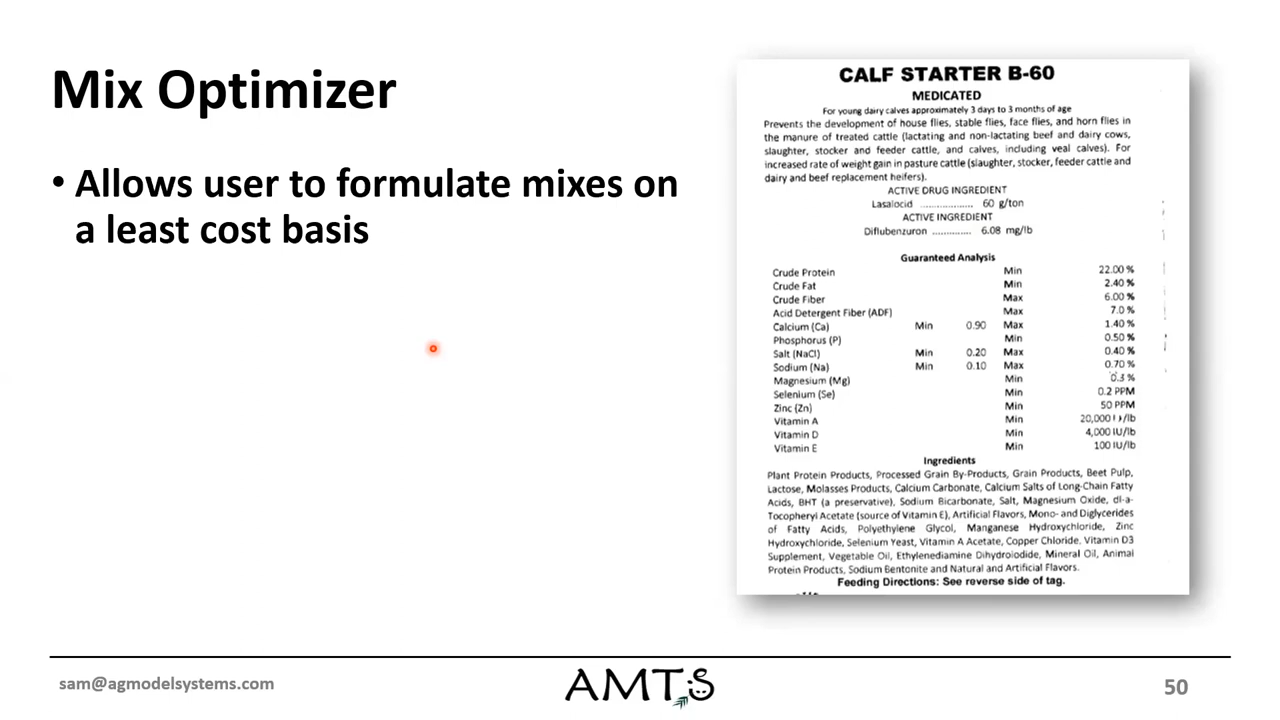 Mix Optimizer
• Allows user to formulate mixes on
a least cost basis
CALF STARTER B-60
MEDICATED
For young dairy calves approximately 3 days to 3 months of age
Prevents the development of house flies, stable flies, face flies, and horn flies in
the manure of treated cattle (lactating and non-lactating beef and dairy cows,
slaughter, stocker and feeder cattle, and calves, including veal calves). For
increased rate of weight gain in pasture cattle (slaughter, stocker, feeder cattle and
dairy and beef replacement heifers).
ACTIVE DRUG INGREDIENT
Lasalocid .................... 60 g/ton
ACTIVE INGREDIENT
Diflubenzuron .............. 6.08 mg/lb
Guaranteed Analysis
Crude Protein Min 22.00 %
Crude Fat Min 2.40 %
Crude Fiber Max 6.00 %
Acid Detergent Fiber (ADF) Max 7.0 %
Calcium (Ca) Min 0.90 Max 1.40 %
Phosphorus (P) Min 0.50 %
Salt (NaCl) Min 0.20 Max 0.40 %
Sodium (Na) Min 0.10 Max 0.70 %
Magnesium (Mg) Min 0.3 %
Selenium (Se) Min 0.2 PPM
Zinc (Zn) Min 50 PPM
Vitamin A Min 20,000
Vitamin D Min 4,000 IU/lb
Vitamin E Min 100 IU/lb
Ingredients
Plant Protein Products, Processed Grain By-Products, Grain Products, Beet Pulp,
Lactose, Molasses Products, Calcium Carbonate, Calcium Salts of Long-Chain Fatty
Acids, BHT (a preservative), Sodium Bicarbonate, Salt, Magnesium Oxide, dl-a-
Tocopheryl Acetate (source of Vitamin E), Artificial Flavors, Mono- and Diglycerides
of Fatty Acids, Polyethylene Glycol, Manganese Hydroxychloride, Zinc
Hydroxychloride, Selenium Yeast, Vitamin A Acetate, Copper Chloride, Vitamin D3
Supplement, Vegetable Oil, Ethylenediamine Dihydroiodide, Mineral Oil, Animal
Protein Products, Sodium Bentonite and Natural and Artificial Flavors.
Feeding Directions: See reverse side of tag.
sam@agmodelsystems.com
AMTS
50